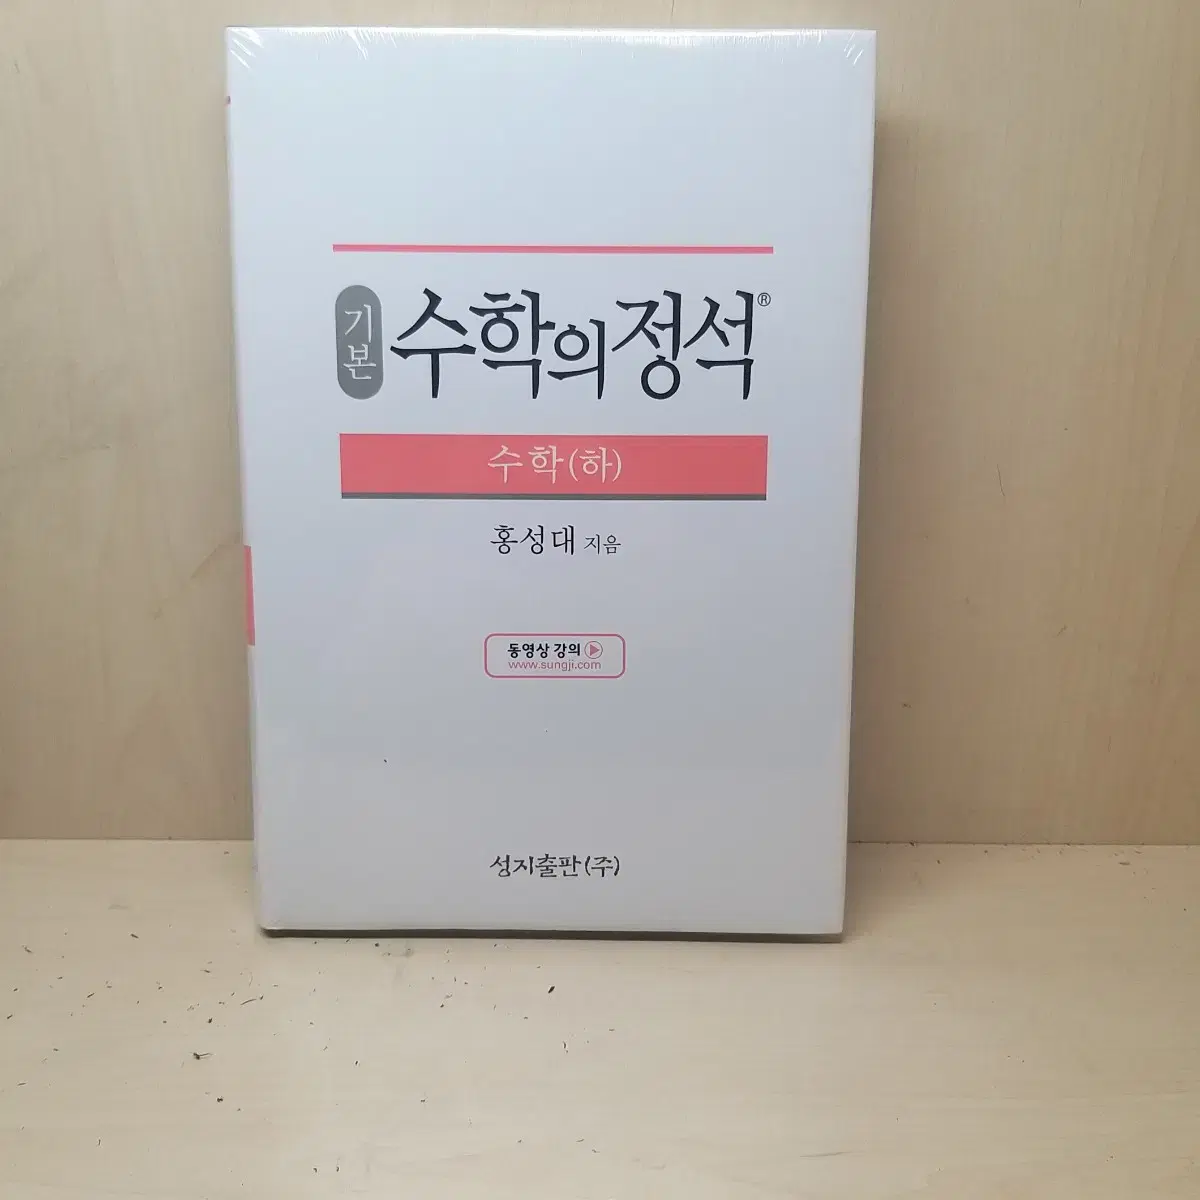 기본 수학의 정석®
수학(하)
홍성대 지음
동영상 강의
www.sungji.com
성지출판(주)